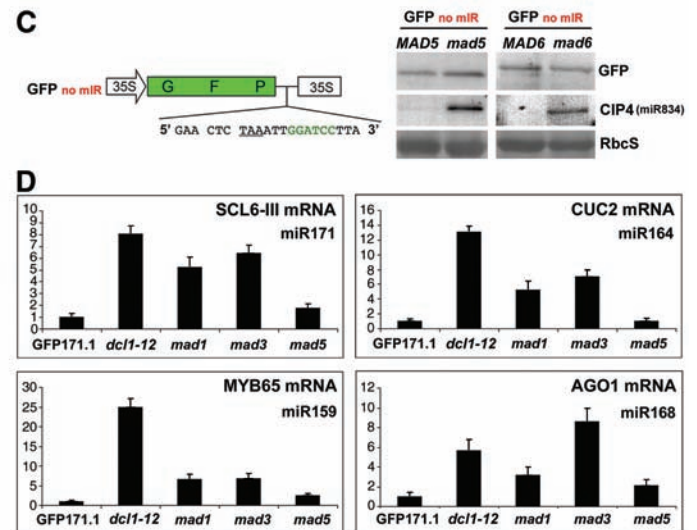 C
GFP no mIR GFP no mIR
MAD5 mad5 MAD6 mad6
GFP no mIR 35S G F P 35S
5' GAA CTC TAAATTGGATCCTTA 3'
GFP
CIP4 (miR834)
RbcS
D
SCL6-III mRNA
miR171
10
9
8
7
6
5
4
3
2
1
0
GFP171.1 dcl1-12 mad1 mad3 mad5
CUC2 mRNA
miR164
16
14
12
10
8
6
4
2
0
GFP171.1 dcl1-12 mad1 mad3 mad5
MYB65 mRNA
miR159
30
25
20
15
10
5
0
GFP171.1 dcl1-12 mad1 mad3 mad5
AGO1 mRNA
miR168
12
10
8
6
4
2
0
GFP171.1 dcl1-12 mad1 mad3 mad5